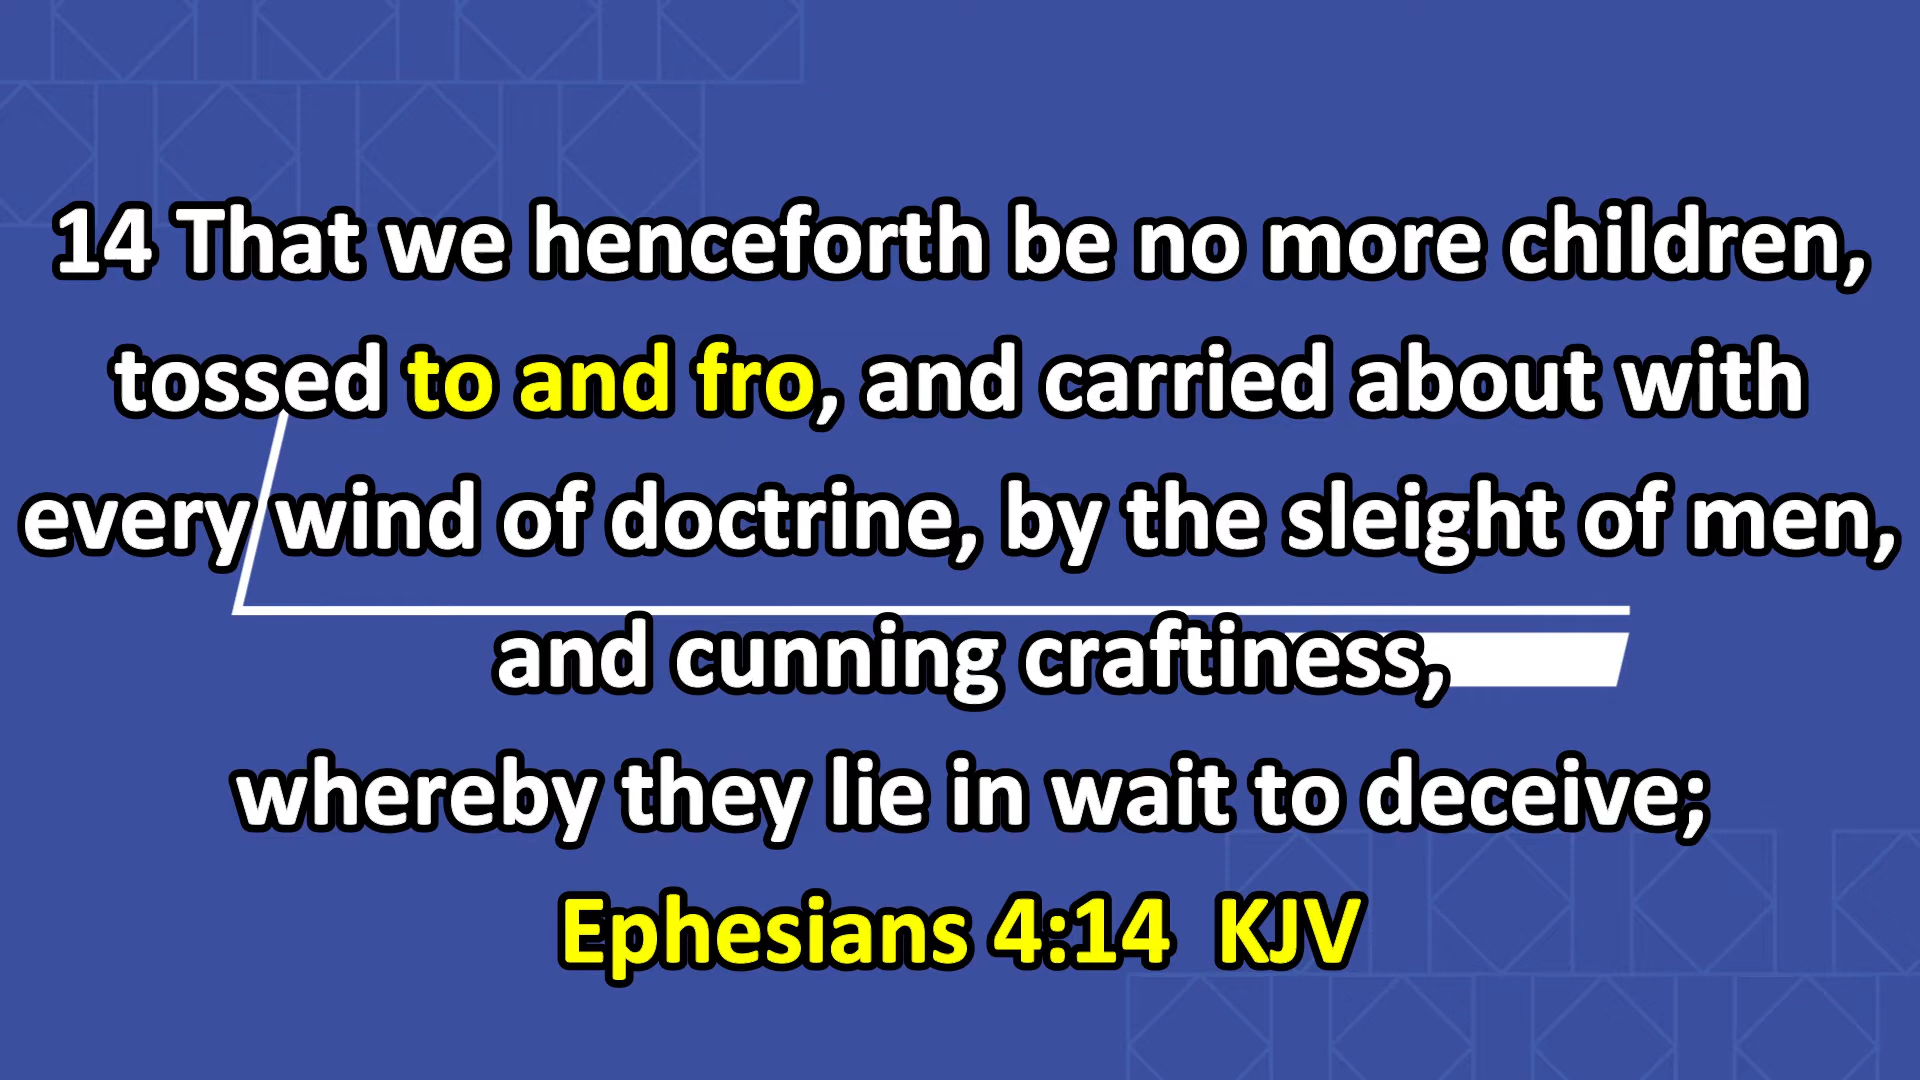 14 That we henceforth be no more children,
tossed to and fro, and carried about with
every wind of doctrine, by the sleight of men,
and cunning craftiness,
whereby they lie in wait to deceive;
Ephesians 4:14 KJV